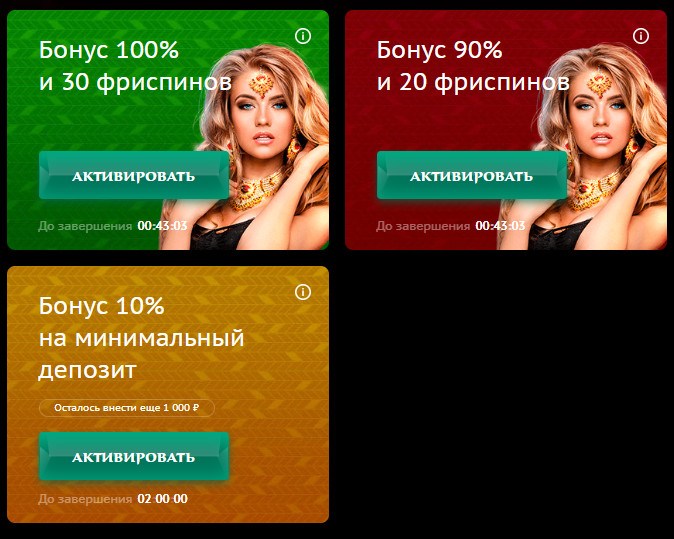 Бонус 100%
и 30 фриспинов
АКТИВИРОВАТЬ
До завершения 00:43:03
Бонус 90%
и 20 фриспинов
АКТИВИРОВАТЬ
До завершения 00:43:03
Бонус 10%
на минимальный
депозит
Осталось внести еще 1 000 ₽
АКТИВИРОВАТЬ
До завершения 02:00:00